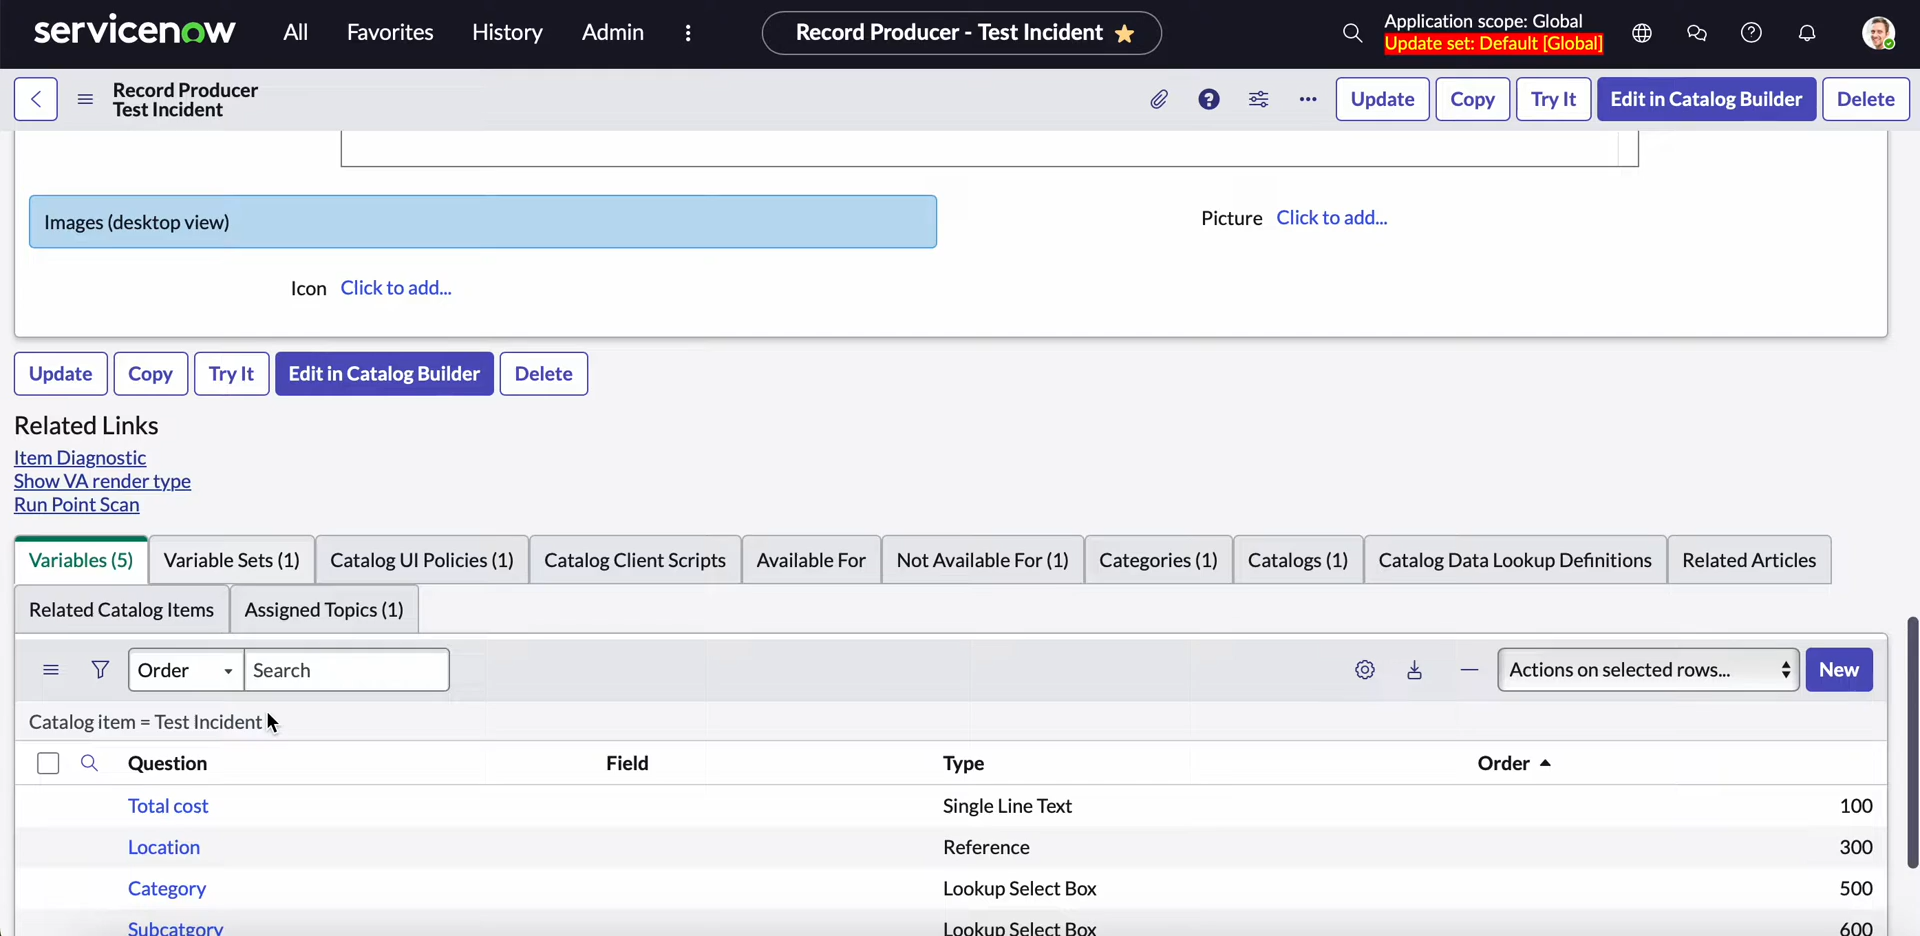 servicenow All Favorites History Admin Record Producer - Test Incident Application scope: Global
Update set: Default [Global]
Record Producer
Test Incident
Update Copy Try It Edit in Catalog Builder Delete
Images (desktop view)
Picture Click to add...
Icon Click to add...
Update Copy Try It Edit in Catalog Builder Delete
Related Links
Item Diagnostic
Show VA render type
Run Point Scan
Variables (5) Variable Sets (1) Catalog UI Policies (1) Catalog Client Scripts Available For Not Available For (1) Categories (1) Catalogs (1) Catalog Data Lookup Definitions Related Articles
Related Catalog Items Assigned Topics (1)
Order Search Actions on selected rows... New
Catalog item = Test Incident
Question Field Type Order
Total cost Single Line Text 100
Location Reference 300
Category Lookup Select Box 500
Subcatgory Lookup Select Box 600